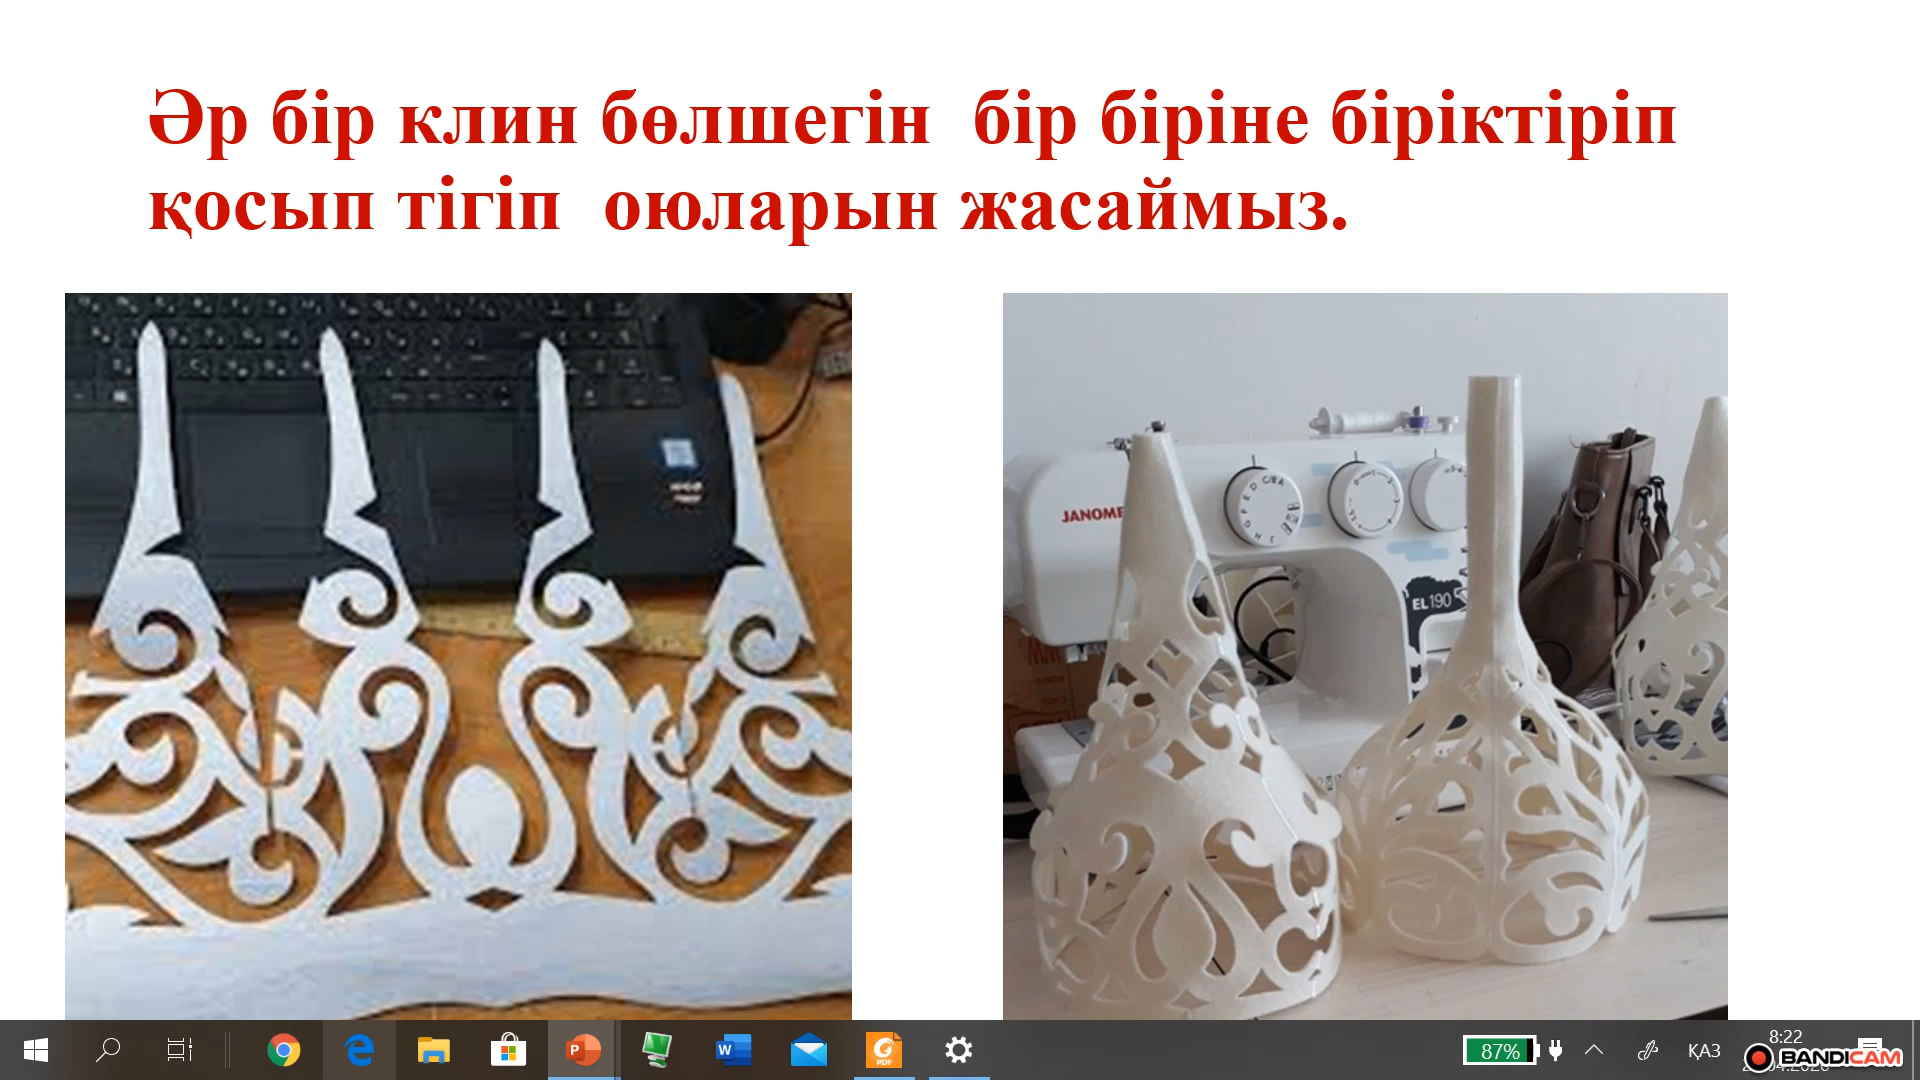 Әр бір клин бөлшегін бір біріне біріктіріп
қосып тігіп оюларын жасаймыз.
JANOME
EL190
87%
ҚАЗ
8:22
BANDICAM